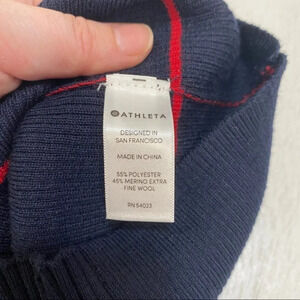 ATHLETA
DESIGNED IN
SAN FRANCISCO
MADE IN CHINA
55% POLYESTER
45% MERINO EXTRA
FINE WOOL
RN 54023